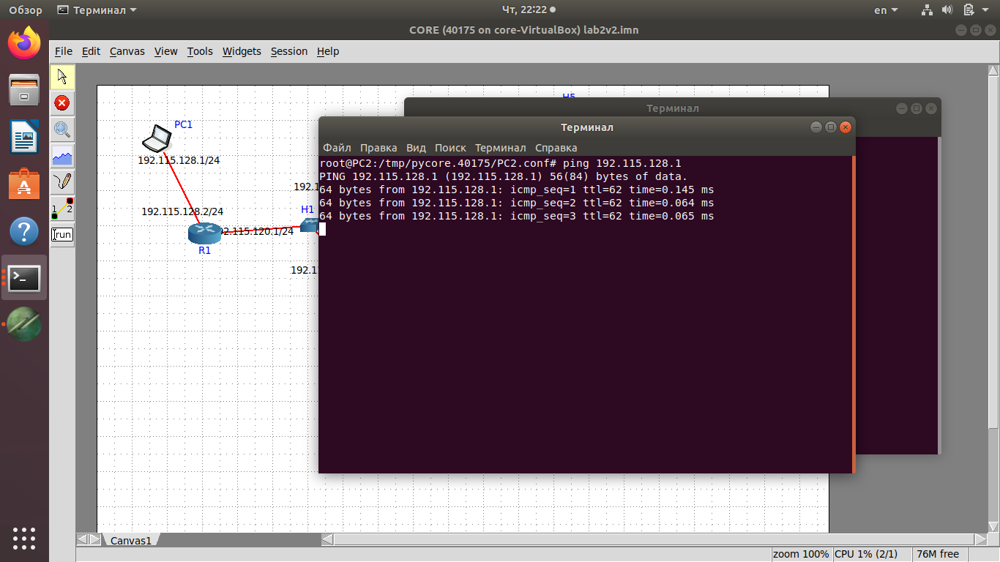 Обзор Терминал Чт, 22:22 en
CORE (40175 on core-VirtualBox) lab2v2.imn
File Edit Canvas View Tools Widgets Session Help
H5
Терминал
Терминал
Файл Правка Вид Поиск Терминал Справка
root@PC2:/tmp/pycore.40175/PC2.conf# ping 192.115.128.1
PING 192.115.128.1 (192.115.128.1) 56(84) bytes of data.
64 bytes from 192.115.128.1: icmp_seq=1 ttl=62 time=0.145 ms
64 bytes from 192.115.128.1: icmp_seq=2 ttl=62 time=0.064 ms
64 bytes from 192.115.128.1: icmp_seq=3 ttl=62 time=0.065 ms
PC1
192.115.128.1/24
192.1
192.115.128.2/24
H1
92.115.120.1/24
R1
192.11
1 2
run
Canvas1
zoom 100% CPU 1% (2/1) 76M free